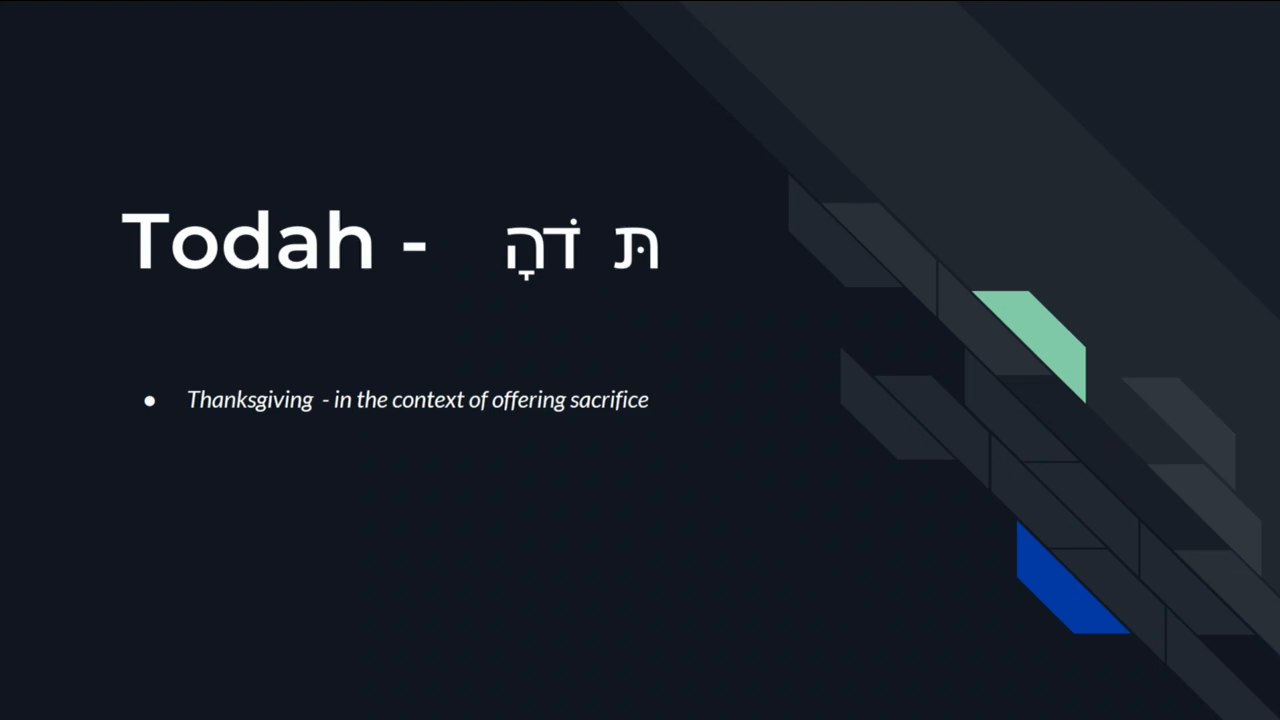 Todah - תּ דֹהָ
● Thanksgiving - in the context of offering sacrifice